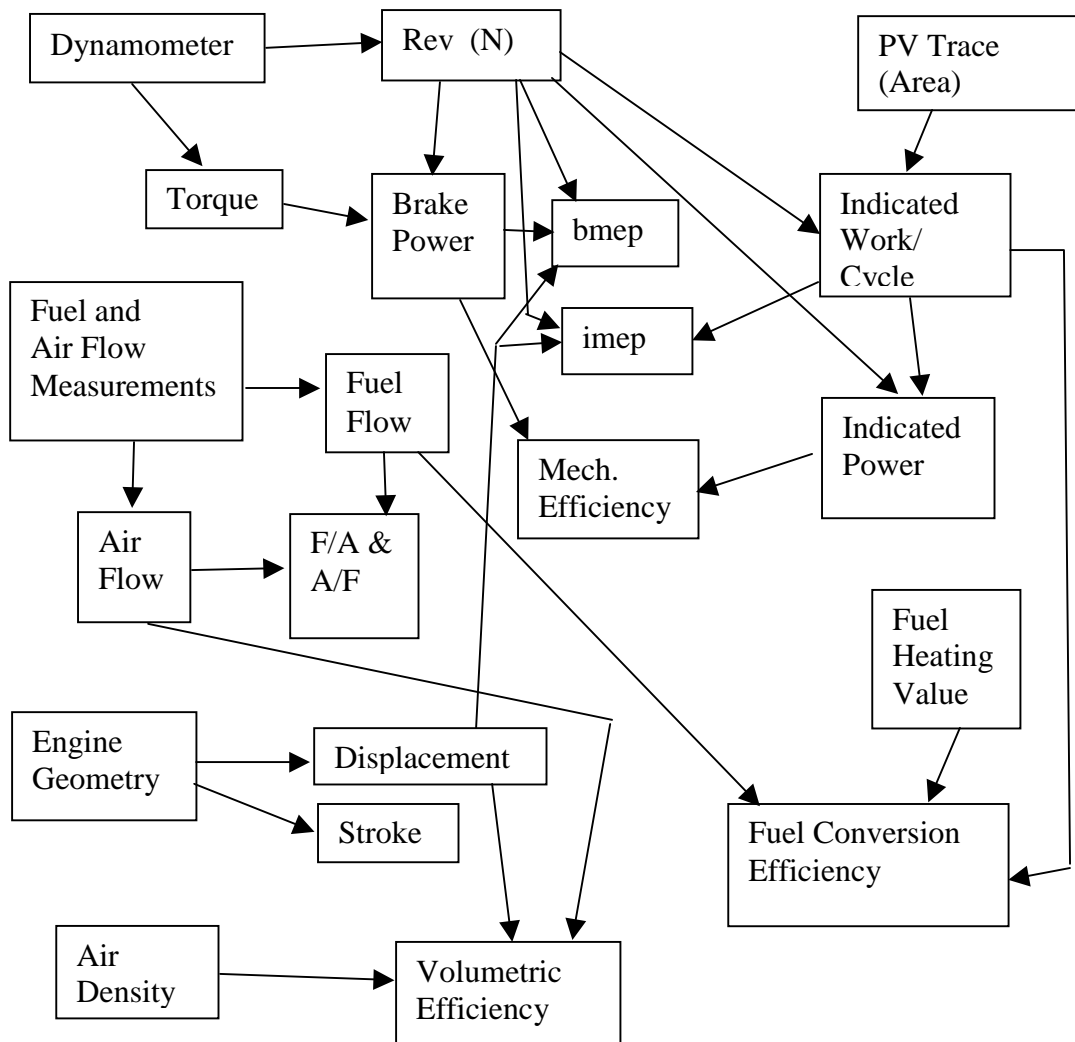 Dynamometer
Rev (N)
PV Trace
(Area)
Torque
Brake
Power
bmep
Indicated
Work/
Cycle
Fuel and
Air Flow
Measurements
imep
Fuel
Flow
Indicated
Power
Mech.
Efficiency
Air
Flow
F/A &
A/F
Fuel
Heating
Value
Engine
Geometry
Displacement
Stroke
Fuel Conversion
Efficiency
Air
Density
Volumetric
Efficiency